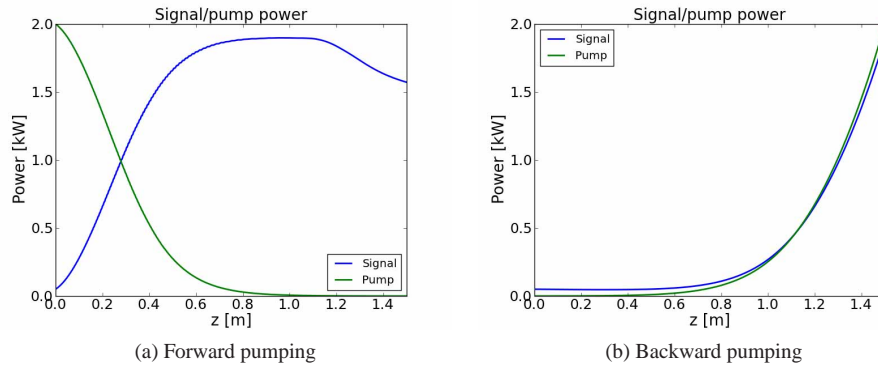 Signal/pump power
2.0
1.5
1.0
0.5
0.0
Power [kW]
0.0 0.2 0.4 0.6 0.8 1.0 1.2 1.4
z [m]
Signal
Pump
(a) Forward pumping
Signal/pump power
Signal
Pump
2.0
1.5
1.0
0.5
0.0
Power [kW]
0.0 0.2 0.4 0.6 0.8 1.0 1.2 1.4
z [m]
(b) Backward pumping